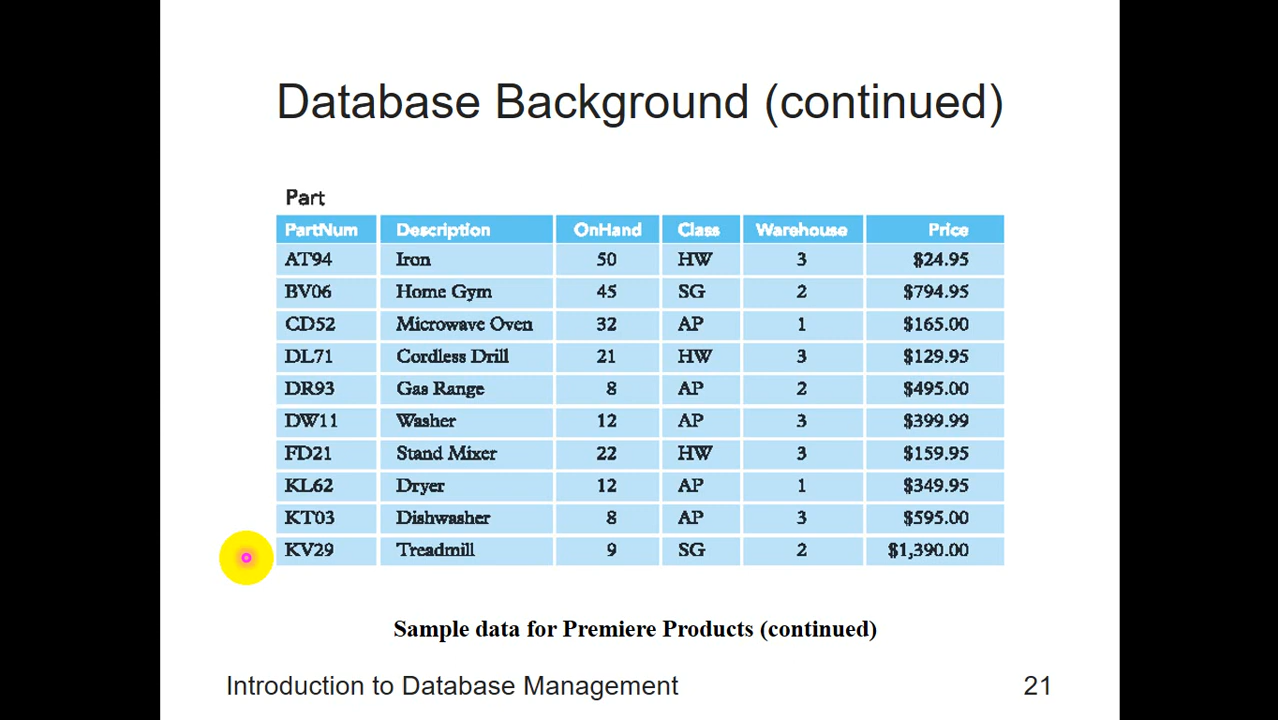 Database Background (continued)
Part
PartNum Description OnHand Class Warehouse Price
AT94 Iron 50 HW 3 $24.95
BV06 Home Gym 45 SG 2 $794.95
CD52 Microwave Oven 32 AP 1 $165.00
DL71 Cordless Drill 21 HW 3 $129.95
DR93 Gas Range 8 AP 2 $495.00
DW11 Washer 12 AP 3 $399.99
FD21 Stand Mixer 22 HW 3 $159.95
KL62 Dryer 12 AP 1 $349.95
KT03 Dishwasher 8 AP 3 $595.00
KV29 Treadmill 9 SG 2 $1,390.00
Sample data for Premiere Products (continued)
Introduction to Database Management 21